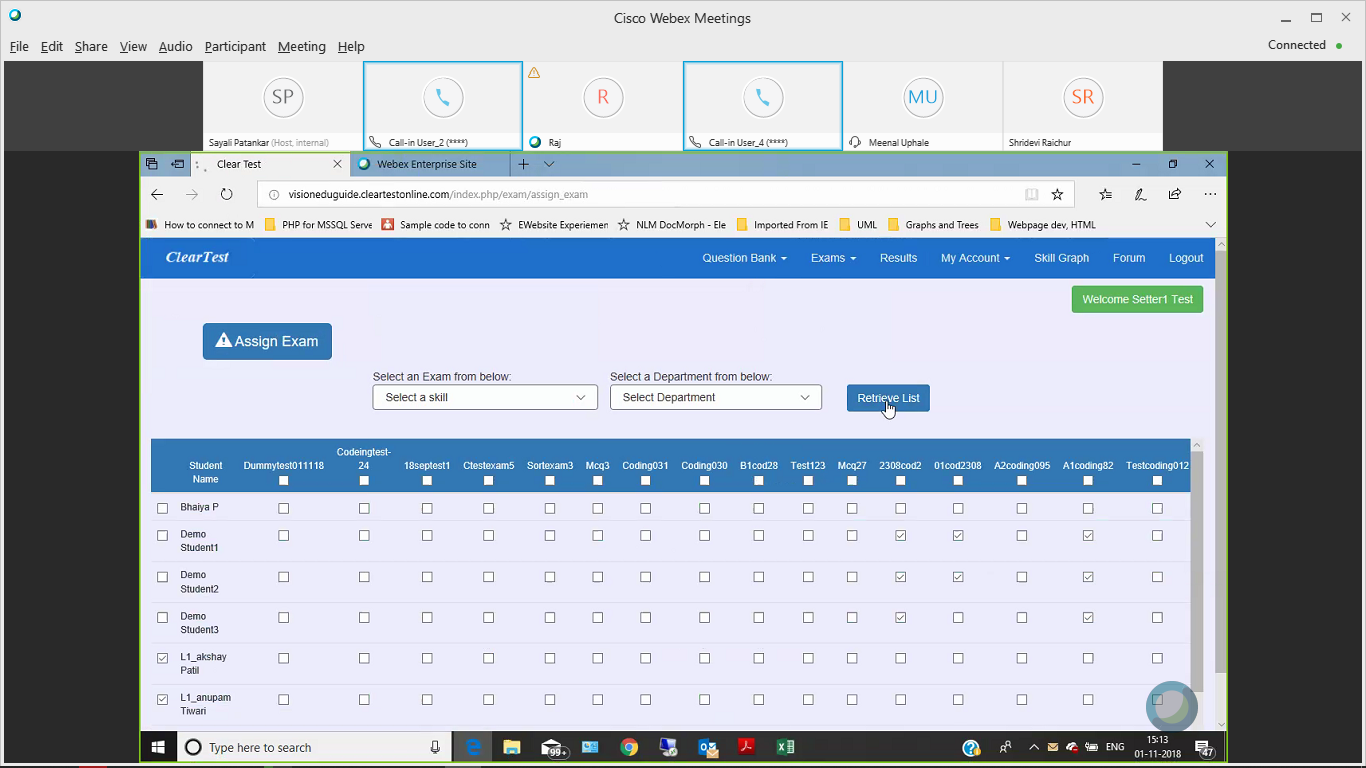 Cisco Webex Meetings
File Edit Share View Audio Participant Meeting Help
Connected
SP R MU SR
Sayali Patankar (Host, internal) Call-in User_2 (****) Raj Call-in User_4 (****) Meenal Uphale Shridevi Raichur
Clear Test Webex Enterprise Site
visioneduguide.cleartestonline.com/index.php/exam/assign_exam
How to connect to M PHP for MSSQL Serve Sample code to conn EWebsite Experiemen NLM DocMorph - Ele Imported From IE UML Graphs and Trees Webpage dev, HTML
ClearTest Question Bank Exams Results My Account Skill Graph Forum Logout
Welcome Setter1 Test
Assign Exam
Select an Exam from below: Select a Department from below:
Select a skill Select Department Retrieve List
Student Name Dummytest011118 Codeingtest-24 18septest1 Ctestexam5 Sortexam3 Mcq3 Coding031 Coding030 B1cod28 Test123 Mcq27 2308cod2 01cod2308 A2coding095 A1coding82 Testcoding012
Bhaiya P
Demo
Student1
Demo
Student2
Demo
Student3
L1_akshay
Patil
L1_anupam
Tiwari
Type here to search 99+ ENG 15:13 47
01-11-2018